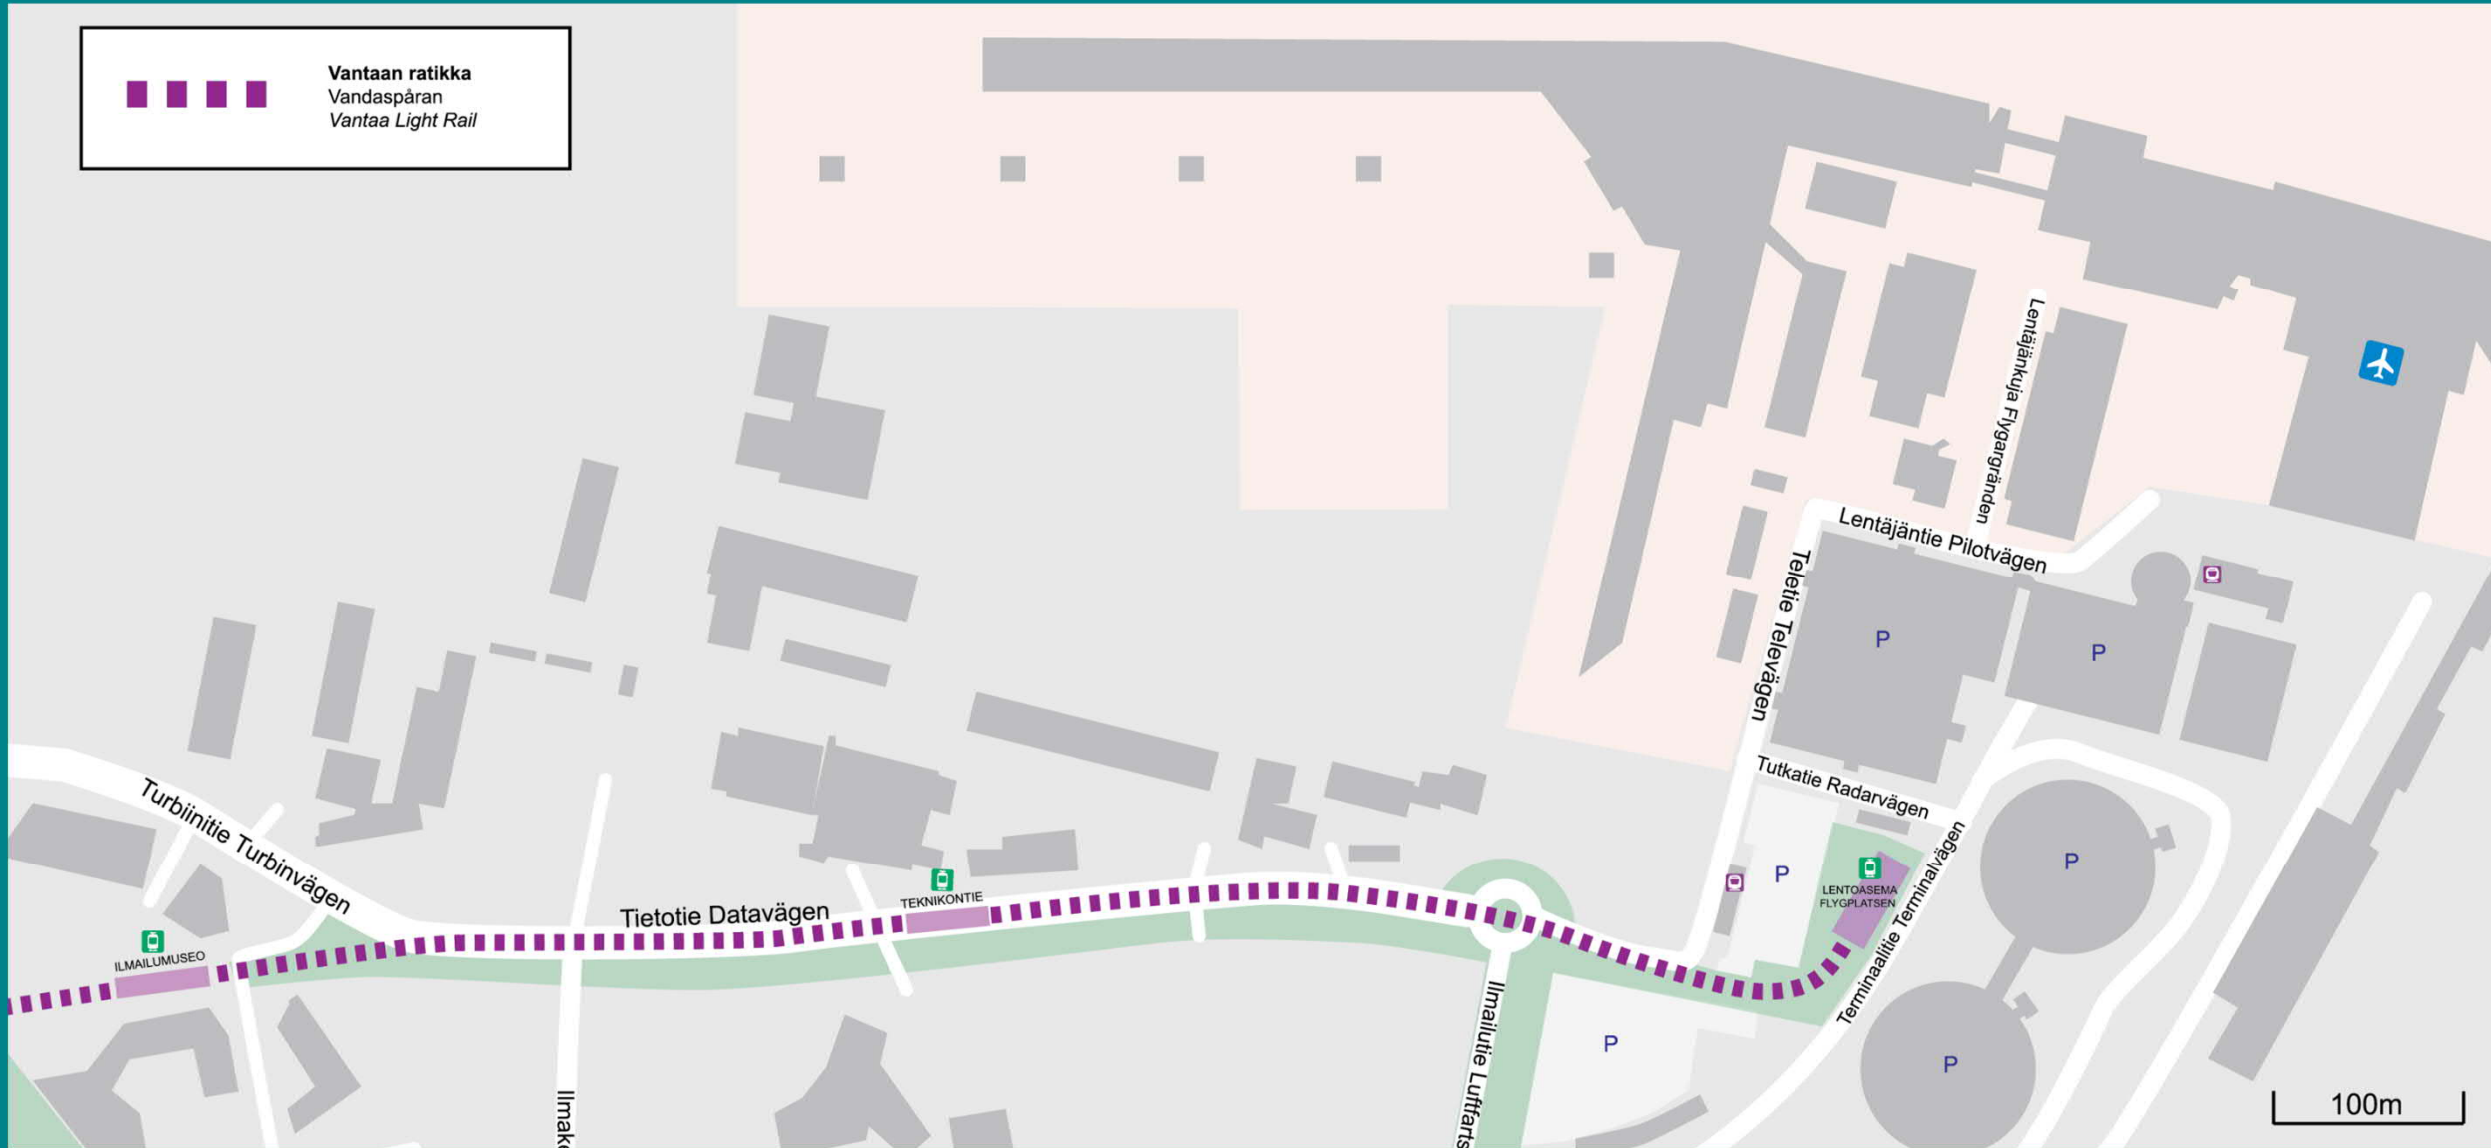 Vantaan ratikka
Vandaspåran
Vantaa Light Rail
Lentäjänkuja Flygargränden
Lentäjäntie Pilotvägen
Teletie Televägen
P
P
Tutkatie Radarvägen
Turbiinitie Turbinvägen
P
P
LENTOASEMA
FLYGPLATSEN
Terminaalitie Terminalvägen
TEKNIKONTIE
Tietotie Datavägen
ILMAILUMUSEO
Ilmailutie Luftfarts
P
P
Ilmak
100m